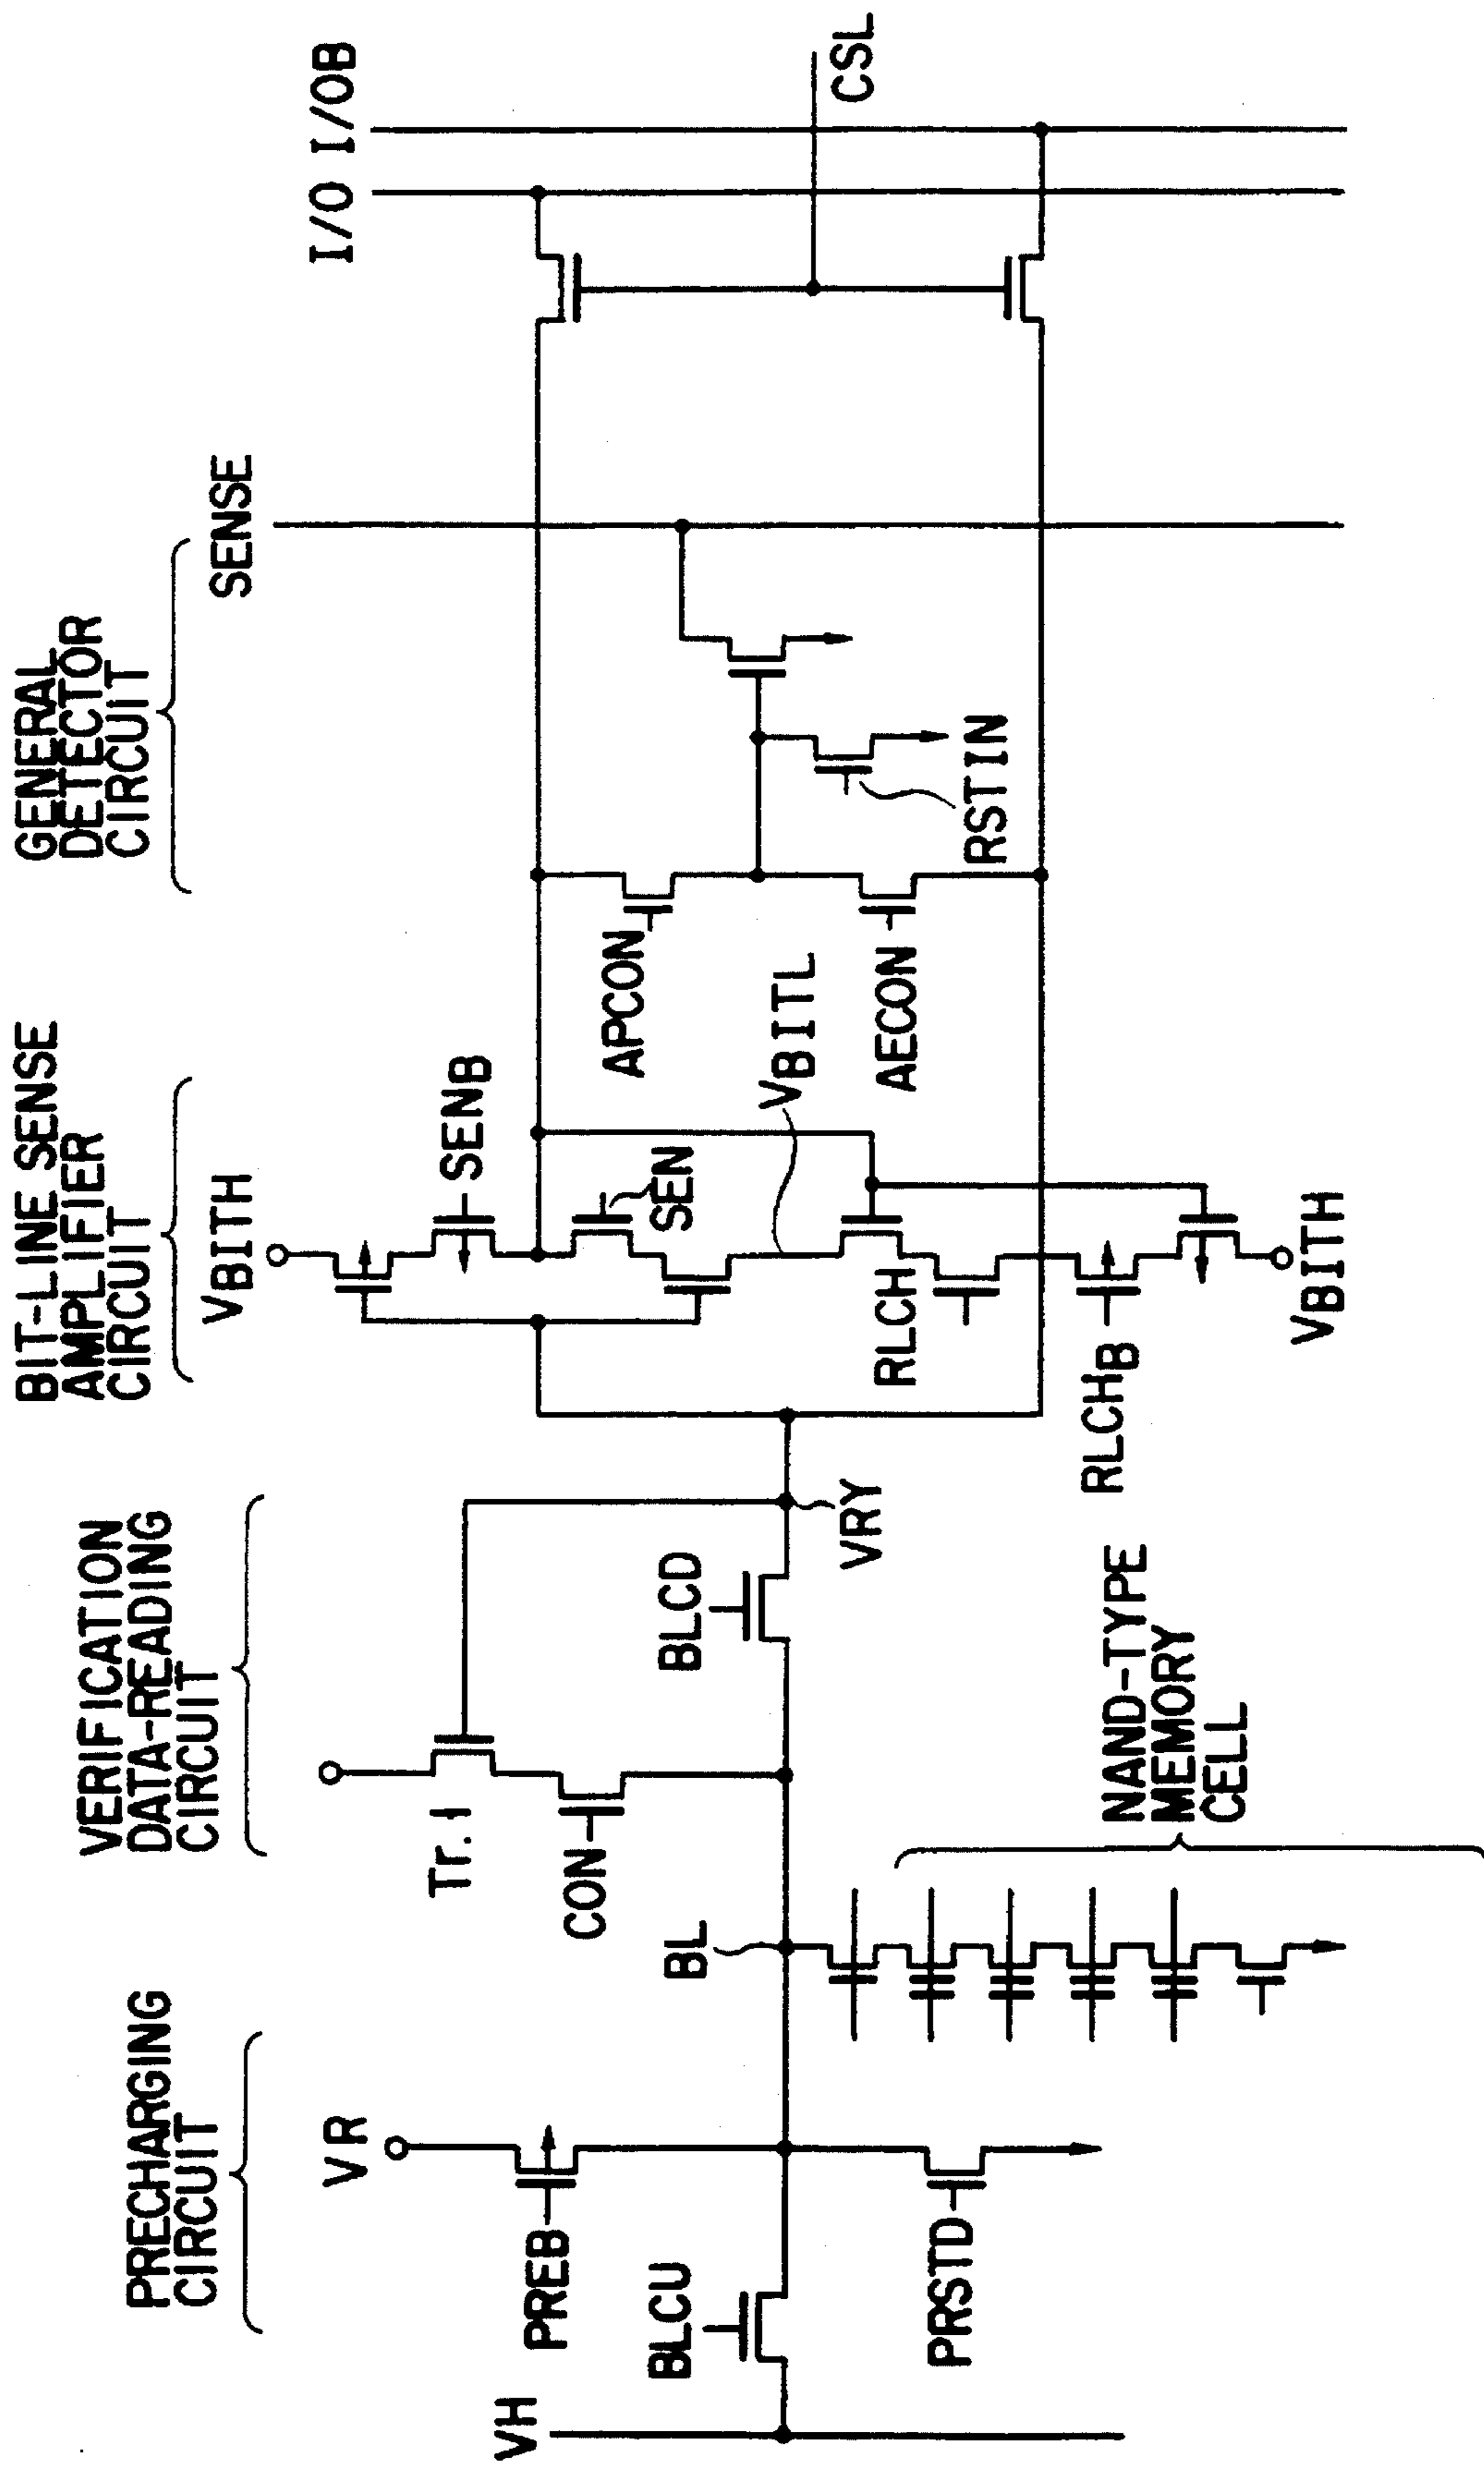 PRECHARGING
CIRCUIT
VERIFICATION
DATA-READING
CIRCUIT
BIT-LINE SENSE
AMPLIFIER
CIRCUIT
GENERAL
DETECTOR
CIRCUIT
VH
BLCU
VR
PREB
PRSTD
BL
NAND-TYPE
MEMORY
CELL
Tr.1
CON
BLCD
VRY
VBITH
SENB
SEN
VBITL
RLCH
RLCHB
VBITH
APCON
AECON
RSTIN
SENSE
I/O
I/OB
CSL